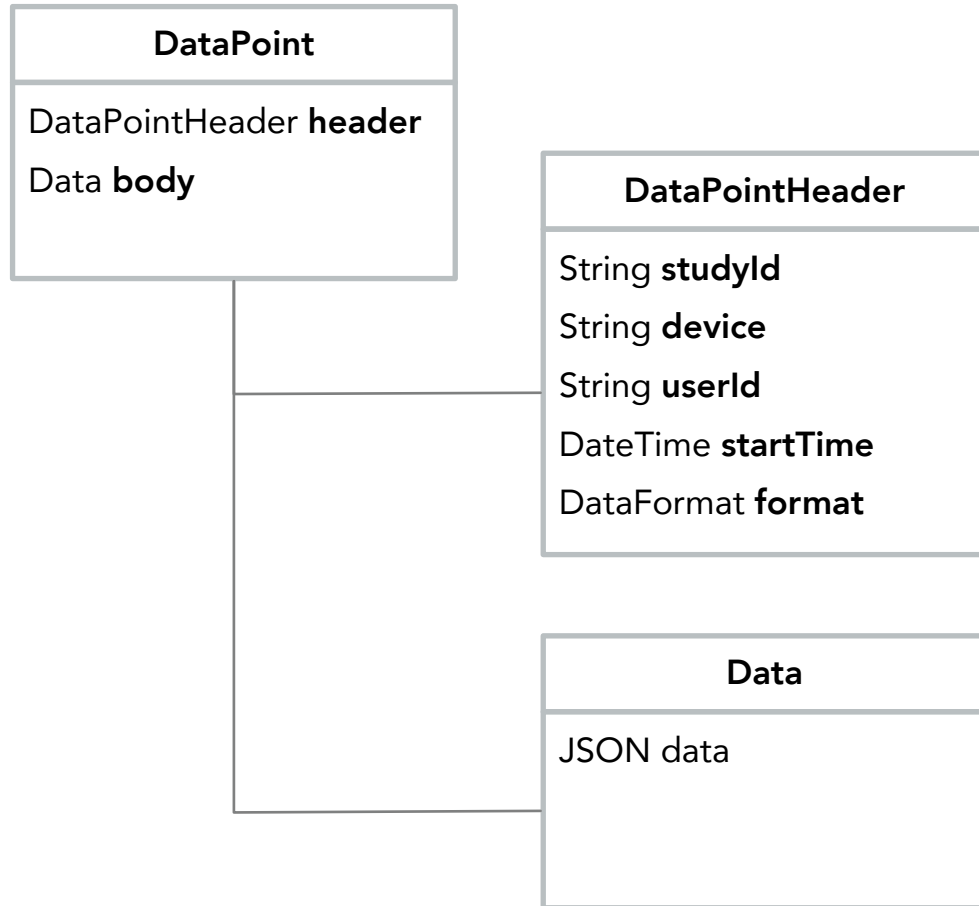 DataPoint
DataPointHeader header
Data body
DataPointHeader
String studyId
String device
String userId
DateTime startTime
DataFormat format
Data
JSON data